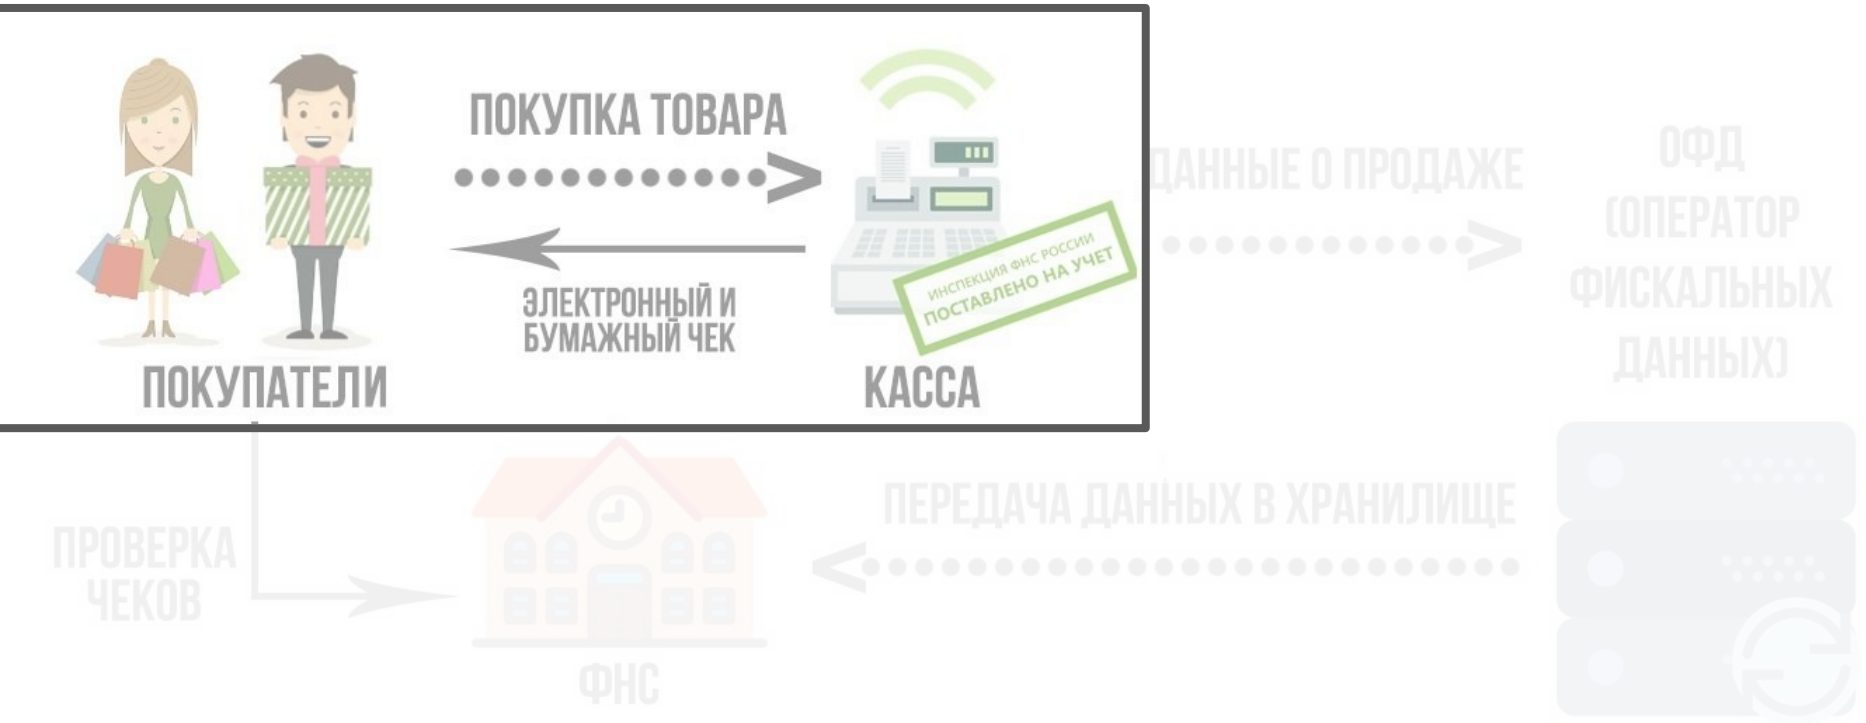 ПОКУПКА ТОВАРА
ЭЛЕКТРОННЫЙ И
БУМАЖНЫЙ ЧЕК
ПОКУПАТЕЛИ
КАССА
ИНСПЕКЦИЯ ФНС РОССИИ
ПОСТАВЛЕНО НА УЧЕТ
ДАННЫЕ О ПРОДАЖЕ
ОФД
(ОПЕРАТОР
ФИСКАЛЬНЫХ
ДАННЫХ)
ПРОВЕРКА
ЧЕКОВ
ФНС
ПЕРЕДАЧА ДАННЫХ В ХРАНИЛИЩЕ